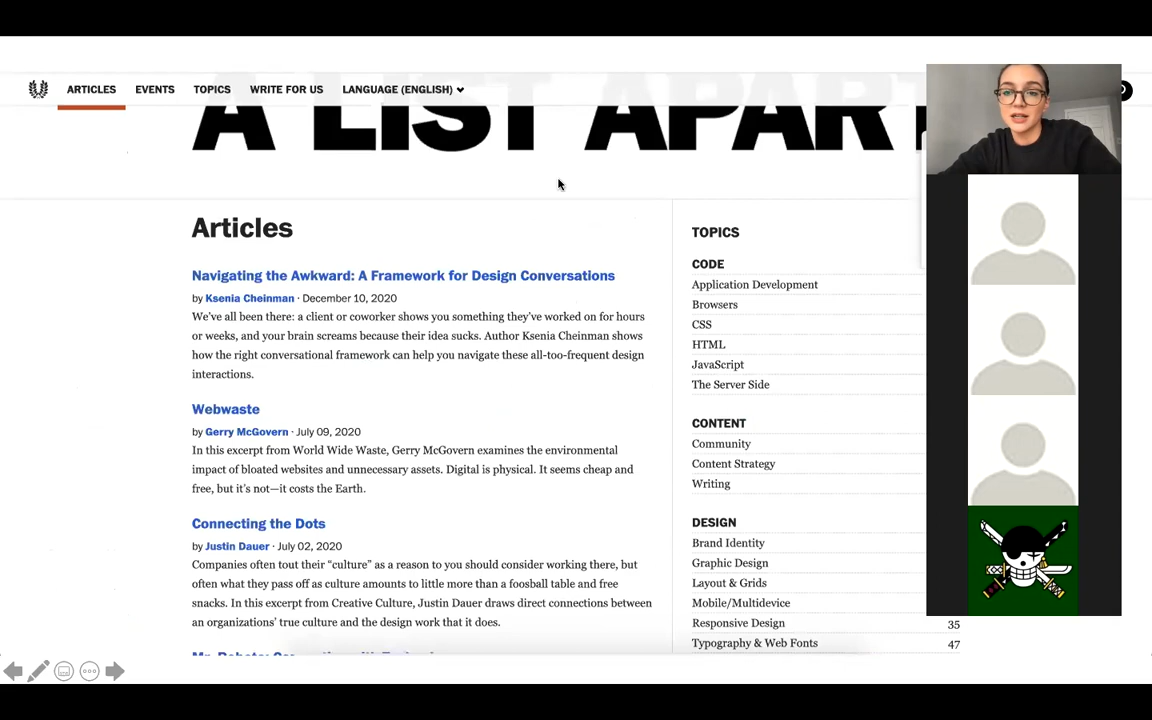 ARTICLES EVENTS TOPICS WRITE FOR US LANGUAGE (ENGLISH)
A LIST APART
Articles
Navigating the Awkward: A Framework for Design Conversations
by Ksenia Cheinman · December 10, 2020
We've all been there: a client or coworker shows you something they've worked on for hours
or weeks, and your brain screams because their idea sucks. Author Ksenia Cheinman shows
how the right conversational framework can help you navigate these all-too-frequent design
interactions.
Webwaste
by Gerry McGovern · July 09, 2020
In this excerpt from World Wide Waste, Gerry McGovern examines the environmental
impact of bloated websites and unnecessary assets. Digital is physical. It seems cheap and
free, but it's not—it costs the Earth.
Connecting the Dots
by Justin Dauer · July 02, 2020
Companies often tout their “culture” as a reason to you should consider working there, but
often what they pass off as culture amounts to little more than a foosball table and free
snacks. In this excerpt from Creative Culture, Justin Dauer draws direct connections between
an organizations' true culture and the design work that it does.
TOPICS
CODE
Application Development
Browsers
CSS
HTML
JavaScript
The Server Side
CONTENT
Community
Content Strategy
Writing
DESIGN
Brand Identity
Graphic Design
Layout & Grids
Mobile/Multidevice
Responsive Design 35
Typography & Web Fonts 47